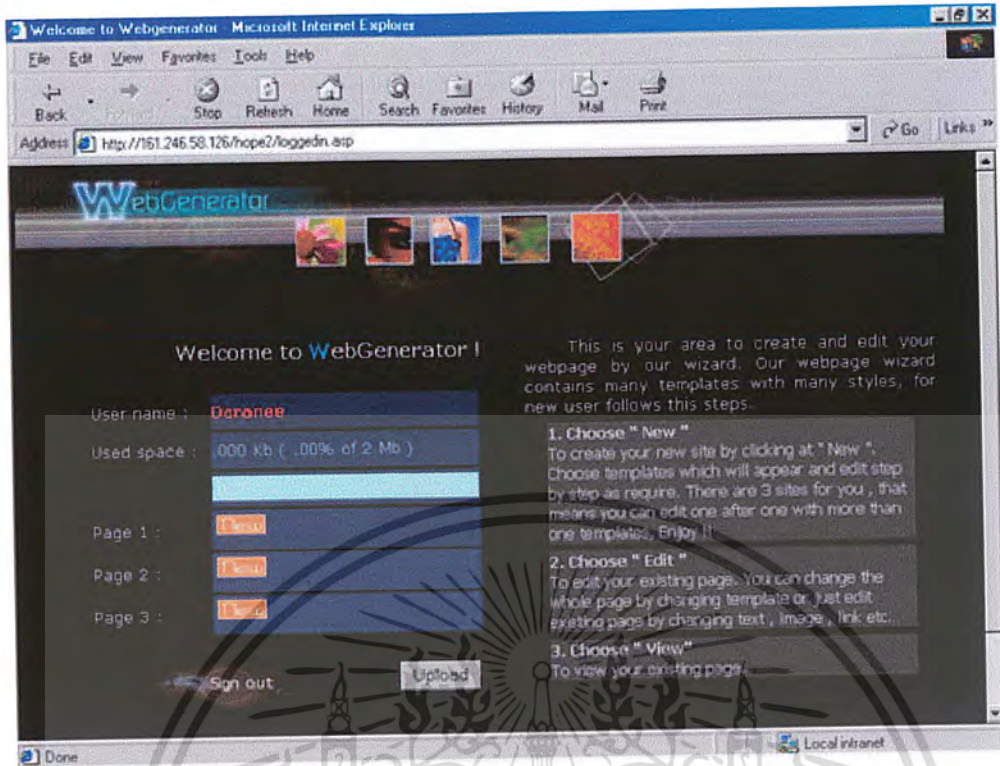 Welcome to Webgenerator - Microsoft Internet Explorer
File Edit View Favorites Tools Help
Back Forward Stop Refresh Home Search Favorites History Mail Print
Address http://161.246.58.126/hope2/loggedin.asp Go Links »
WebGenerator
Welcome to WebGenerator !
User name : Daranee
Used space : .000 Kb ( .00% of 2 Mb )
Page 1 : New
Page 2 : New
Page 3 : New
Sign out Upload
This is your area to create and edit your
webpage by our wizard. Our webpage wizard
contains many templates with many styles, for
new user follows this steps.
1. Choose " New "
To create your new site by clicking at " New ".
Choose templates which will appear and edit step
by step as require. There are 3 sites for you , that
means you can edit one after one with more than
one templates, Enjoy !!
2. Choose " Edit "
To edit your existing page. You can change the
whole page by changing template or just edit
existing page by changing text , image , link etc..
3. Choose " View"
To view your existing page.
Done Local intranet